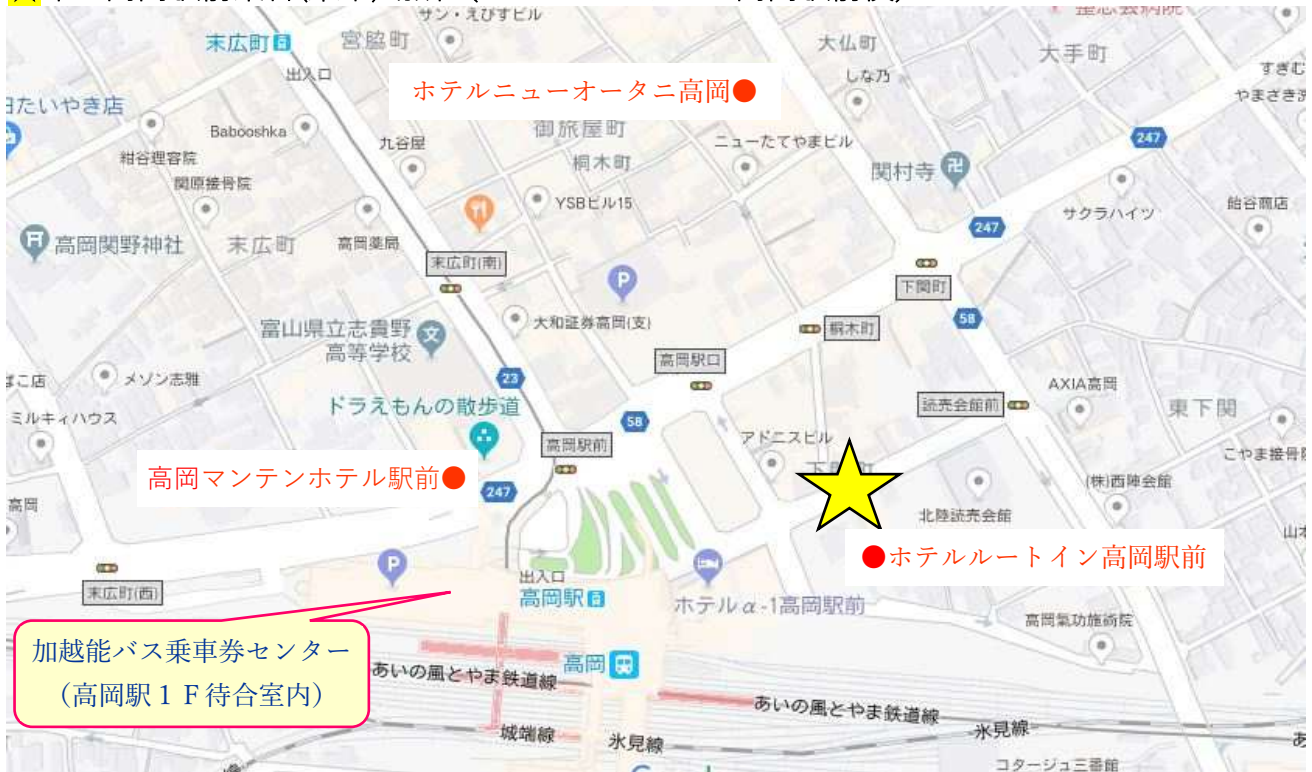 サン・えびすビル
末広町
宮脇町
大仏町
大手町
出入口
しな乃
すぎむ
ホテルニューオータニ高岡●
やまざき
たいやき店
Babooshka
九谷屋
御旅屋町
ニューたてやまビル
247
紺谷理容院
桐木町
関村寺
関原接骨院
YSBビル15
サクラハイツ
飴谷商店
高岡関野神社
末広町
高岡薬局
末広町(南)
247
下関町
富山県立志貴野
高等学校
大和証券高岡(支)
桐木町
58
高岡駅口
メゾン志雅
23
AXIA高岡
ミルキィハウス
ドラえもんの散歩道
58
読売会館前
東下関
高岡駅前
アドニスビル
こやま接骨院
高岡マンテンホテル駅前●
247
(株)西陣会館
高岡
北陸読売会館
●ホテルルートイン高岡駅前
末広町(西)
出入口
高岡駅
ホテルα-1高岡駅前
高岡氣功施術院
加越能バス乗車券センター
(高岡駅1F待合室内)
あいの風とやま鉄道線
高岡
あいの風とやま鉄道線
城端線
氷見線
氷見線
コタージュ三番館